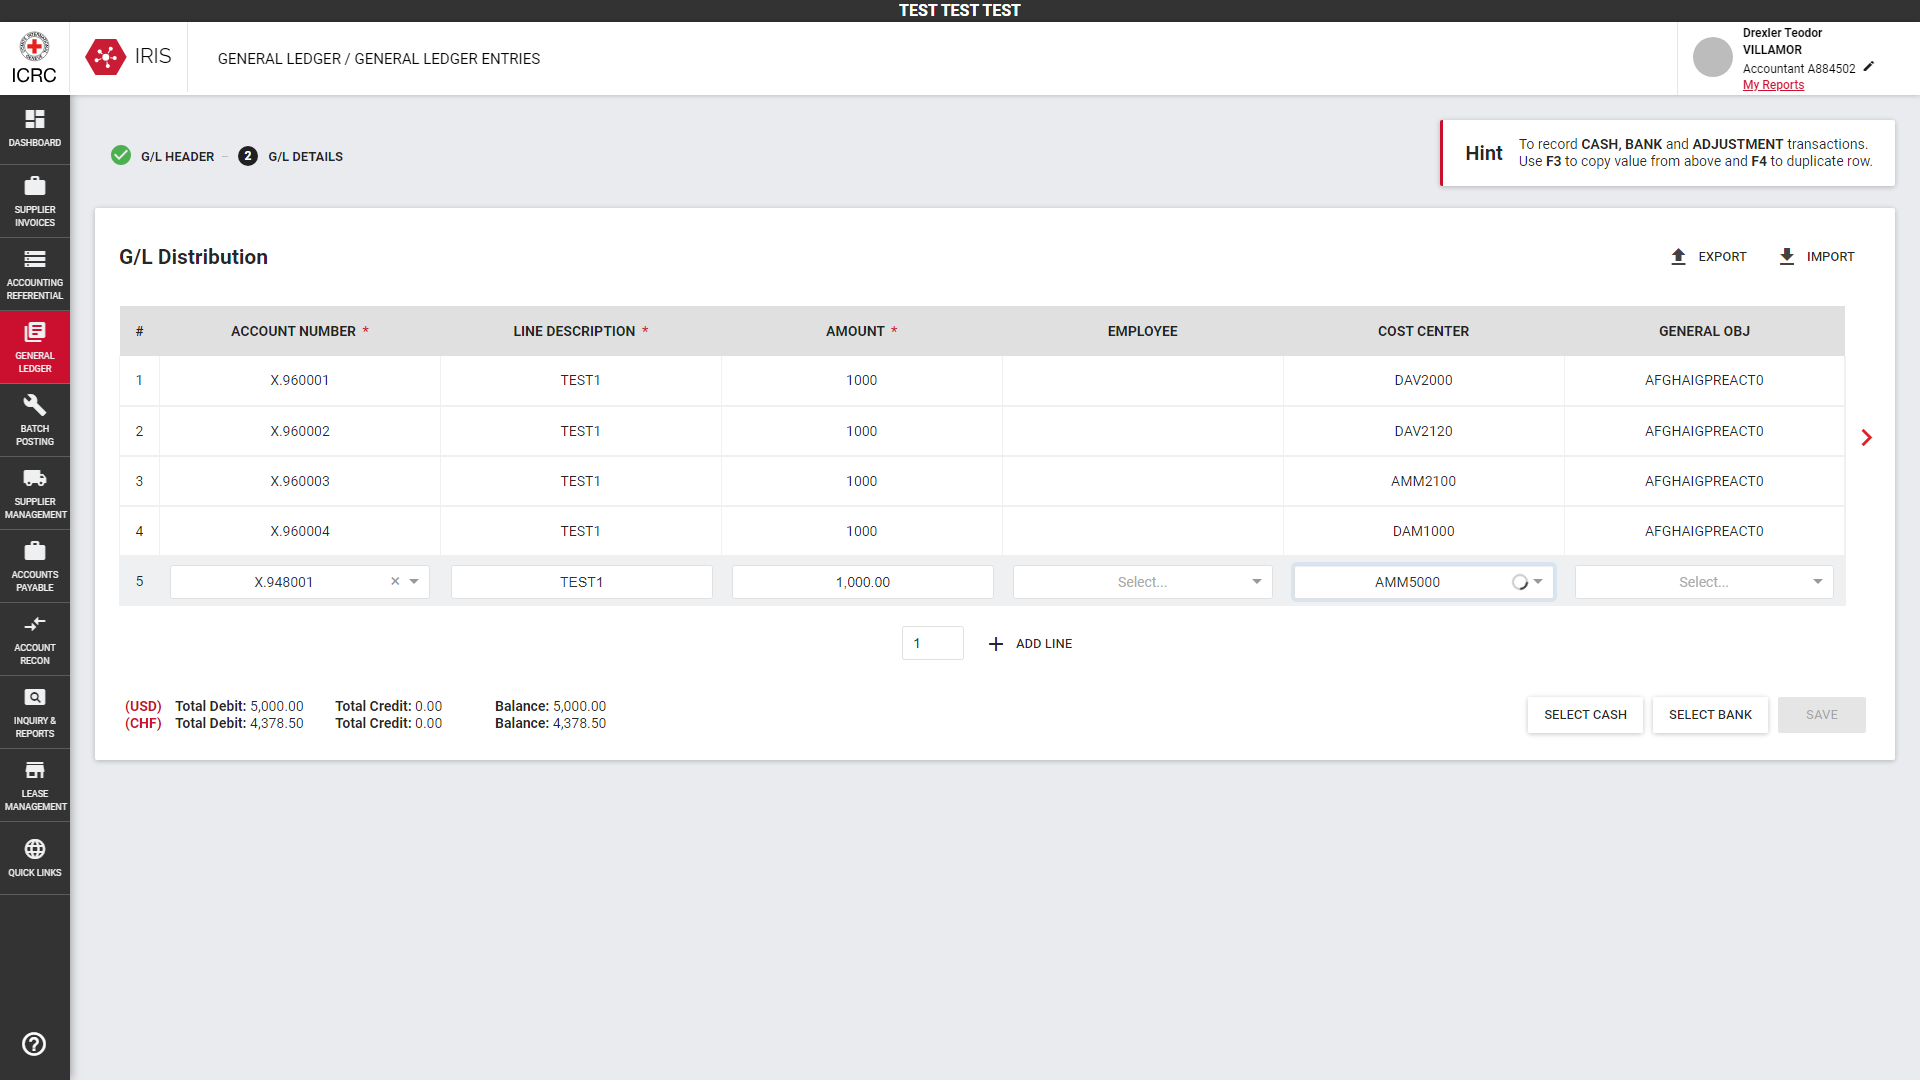 TEST TEST TEST
ICRC
IRIS
GENERAL LEDGER / GENERAL LEDGER ENTRIES
Drexler Teodor
VILLAMOR
Accountant A884502
My Reports
DASHBOARD
SUPPLIER
INVOICES
ACCOUNTING
REFERENTIAL
GENERAL
LEDGER
BATCH
POSTING
SUPPLIER
MANAGEMENT
ACCOUNTS
PAYABLE
ACCOUNT
RECON
INQUIRY &
REPORTS
LEASE
MANAGEMENT
QUICK LINKS
G/L HEADER – 2 G/L DETAILS
Hint
To record CASH, BANK and ADJUSTMENT transactions.
Use F3 to copy value from above and F4 to duplicate row.
G/L Distribution
EXPORT IMPORT
# ACCOUNT NUMBER * LINE DESCRIPTION * AMOUNT * EMPLOYEE COST CENTER GENERAL OBJ
1 X.960001 TEST1 1000 DAV2000 AFGHAIGPREACT0
2 X.960002 TEST1 1000 DAV2120 AFGHAIGPREACT0
3 X.960003 TEST1 1000 AMM2100 AFGHAIGPREACT0
4 X.960004 TEST1 1000 DAM1000 AFGHAIGPREACT0
5 X.948001 × TEST1 1,000.00 Select... AMM5000 Select...
1 ADD LINE
(USD) Total Debit: 5,000.00 Total Credit: 0.00 Balance: 5,000.00
(CHF) Total Debit: 4,378.50 Total Credit: 0.00 Balance: 4,378.50
SELECT CASH SELECT BANK SAVE